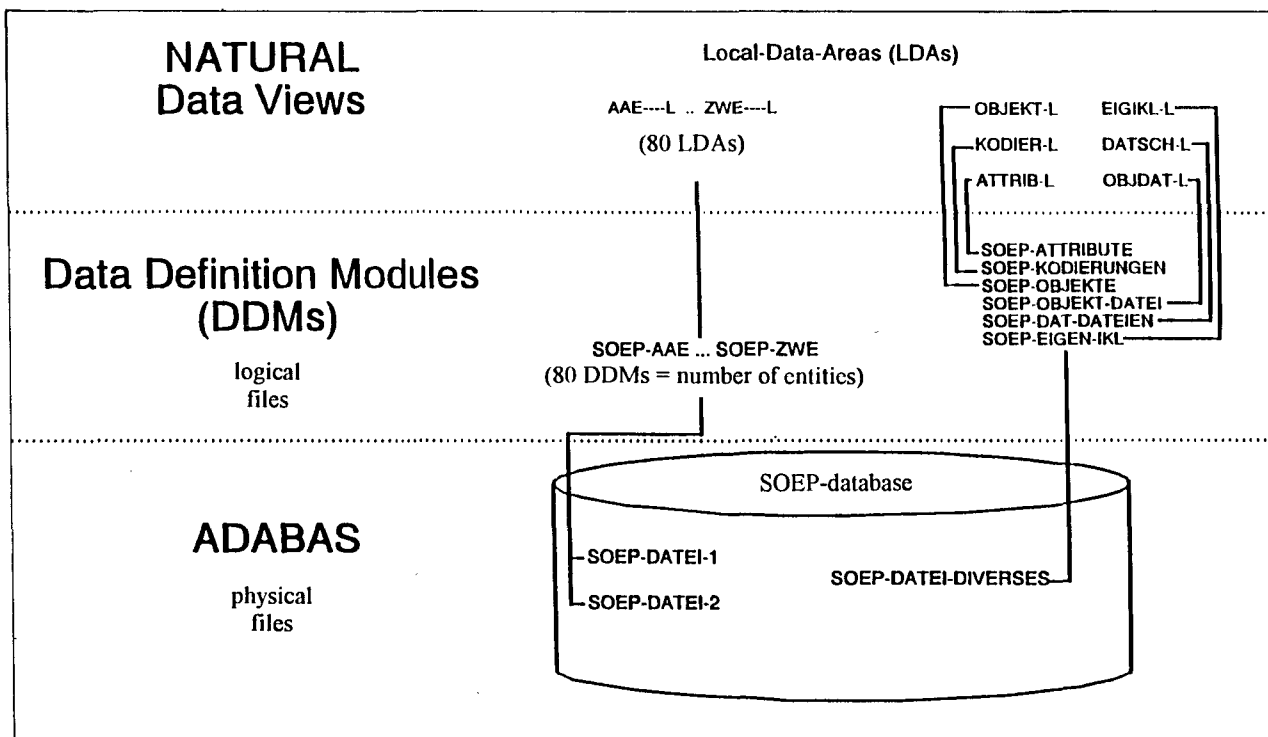 NATURAL
Data Views
Local-Data-Areas (LDAs)
AAE----L .. ZWE----L
(80 LDAs)
OBJEKT-L EIGIKL-L
KODIER-L DATSCH-L
ATTRIB-L OBJDAT-L
Data Definition Modules
(DDMs)
logical
files
SOEP-AAE ... SOEP-ZWE
(80 DDMs = number of entities)
SOEP-ATTRIBUTE
SOEP-KODIERUNGEN
SOEP-OBJEKTE
SOEP-OBJEKT-DATEI
SOEP-DAT-DATEIEN
SOEP-EIGEN-IKL
ADABAS
physical
files
SOEP-database
SOEP-DATEI-1
SOEP-DATEI-2
SOEP-DATEI-DIVERSES